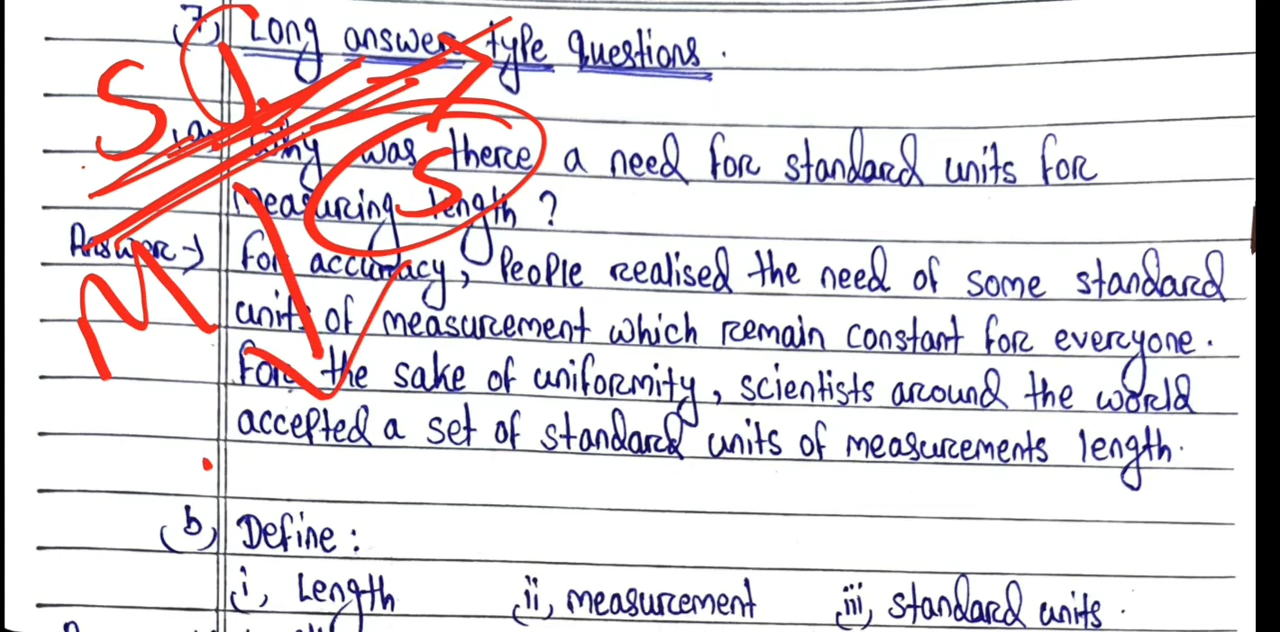 (7) Long answer type questions.
(a) Why was there a need for standard units for
measuring length ?
Answer→ For accuracy, People realised the need of some standard
units of measurement which remain constant for everyone.
For the sake of uniformity, scientists around the world
accepted a set of standard units of measurements length.
(b) Define :
i, Length ii, measurement iii, standard units.